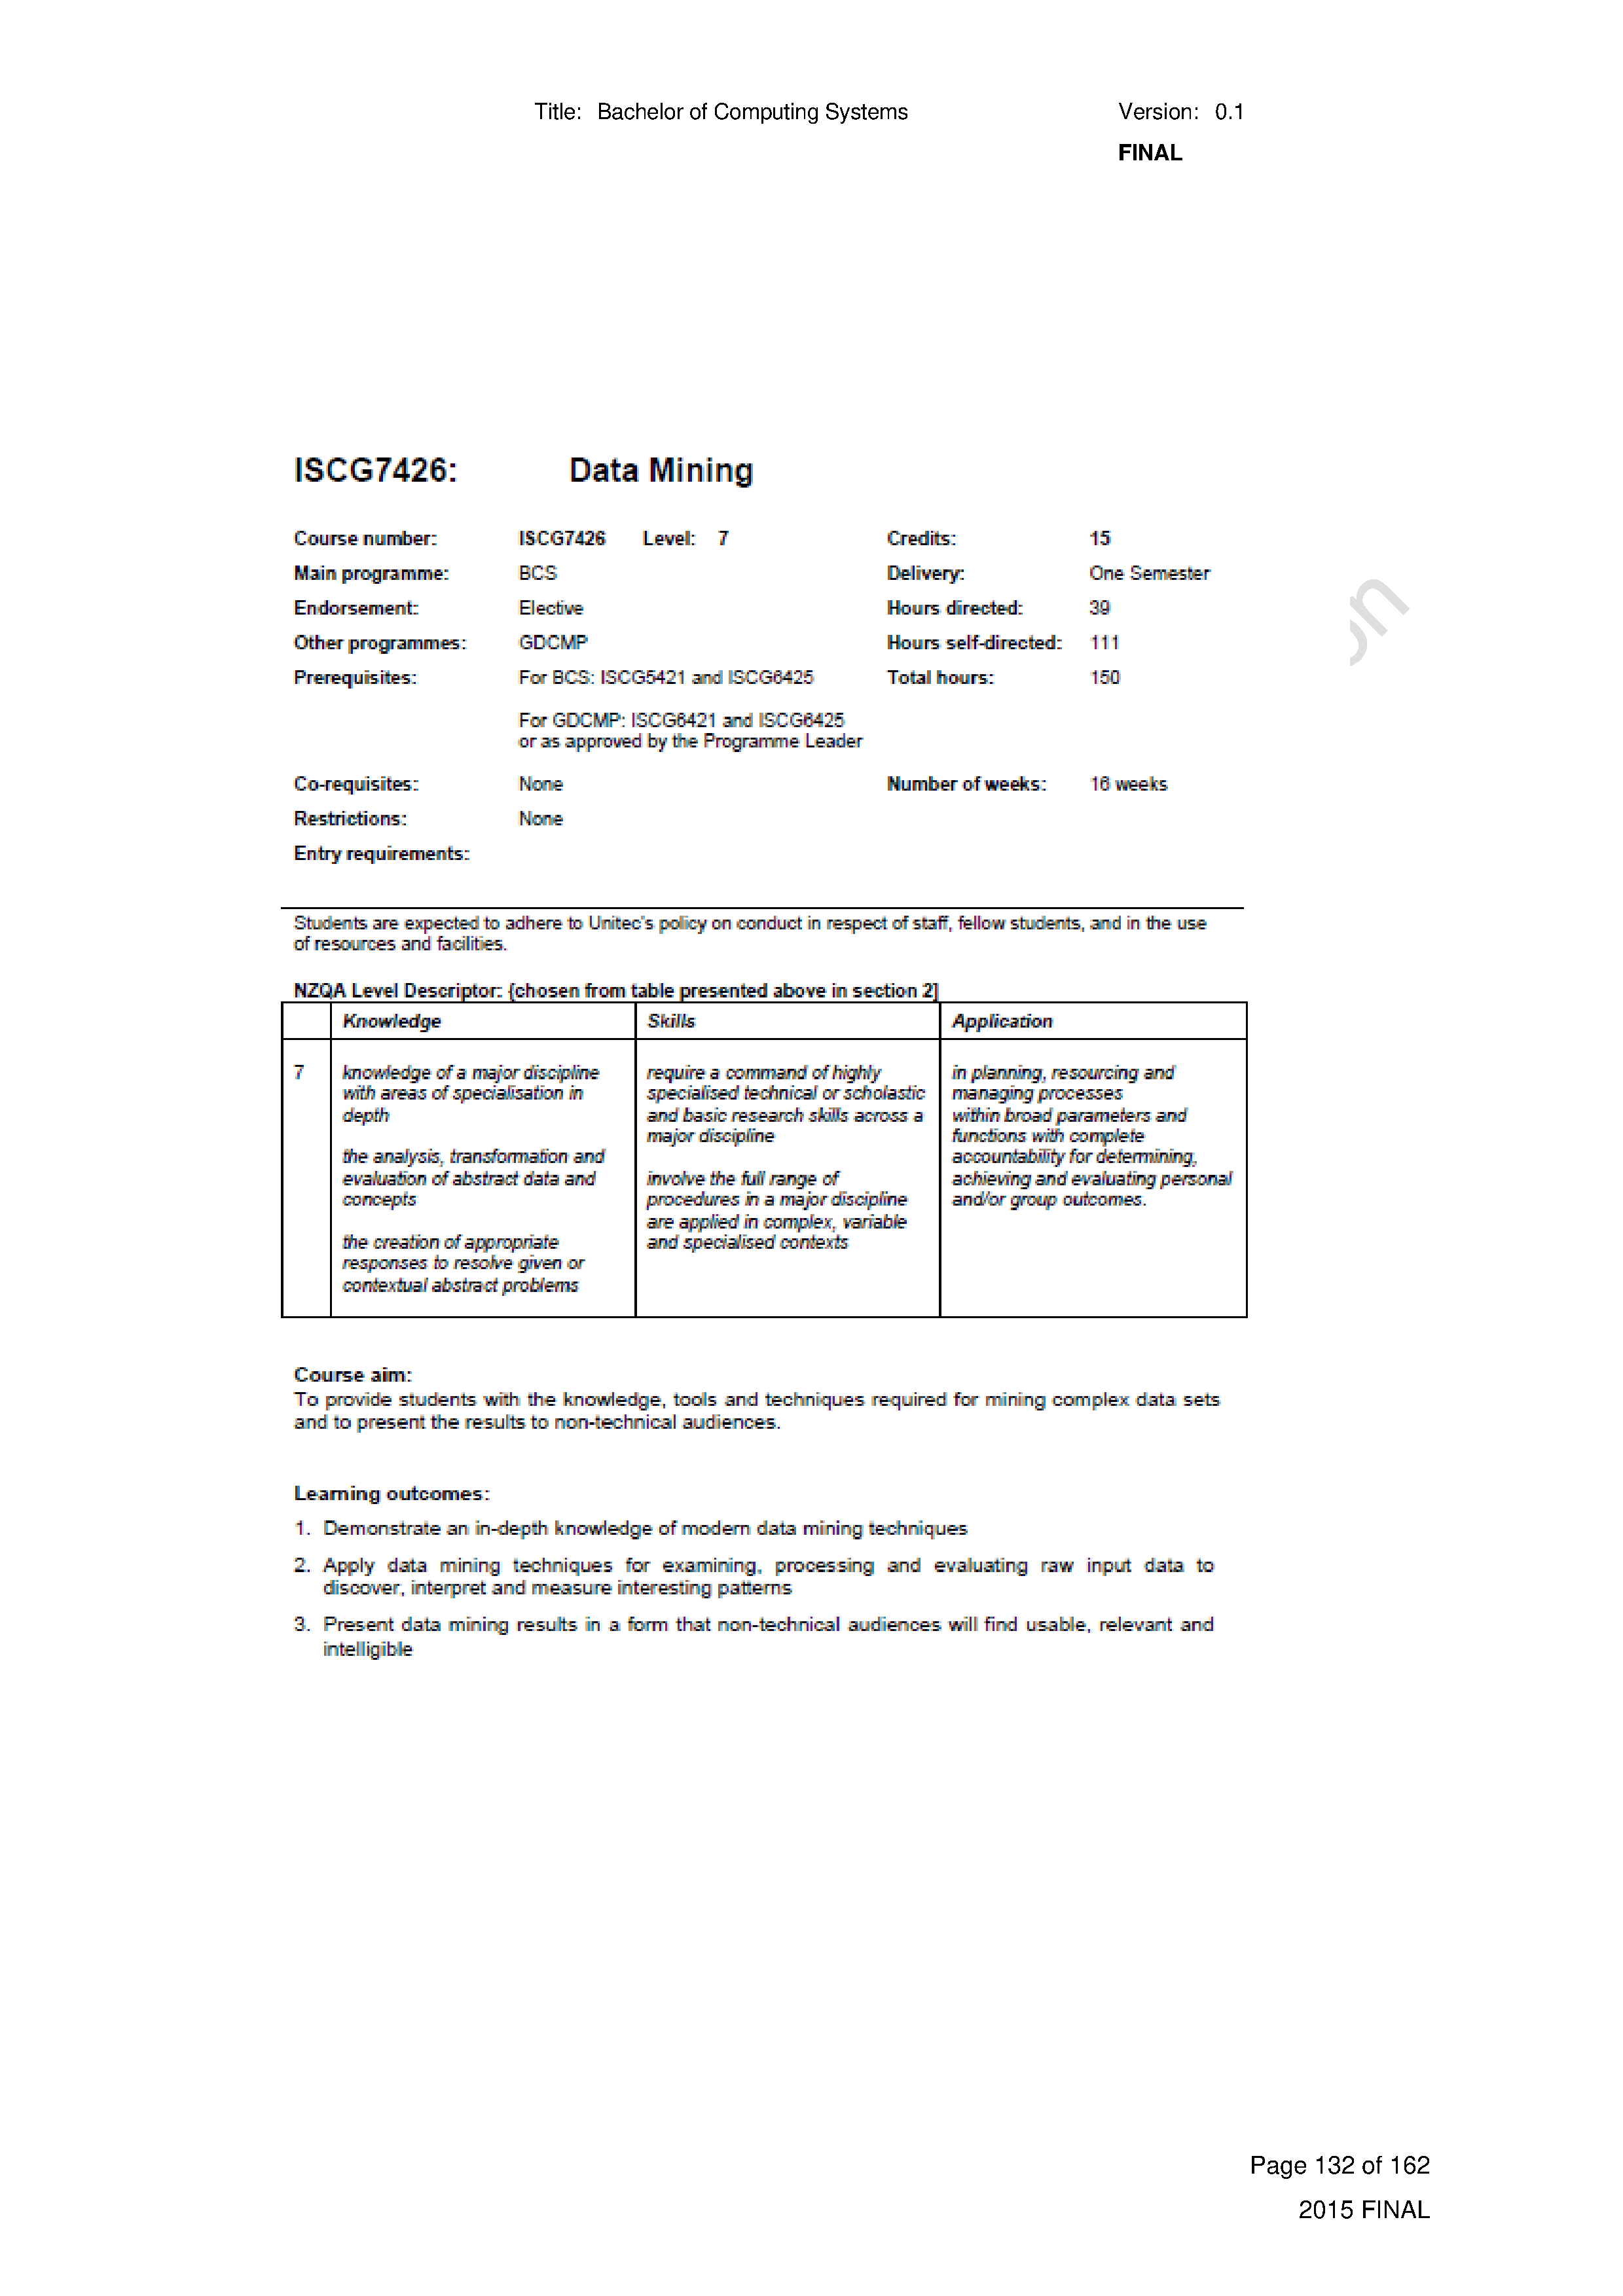 Title: Bachelor of Computing Systems Version: 0.1
FINAL
ISCG7426: Data Mining
Course number: ISCG7426 Level: 7 Credits: 15
Main programme: BCS Delivery: One Semester
Endorsement: Elective Hours directed: 39
Other programmes: GDCMP Hours self-directed: 111
Prerequisites: For BCS: ISCG5421 and ISCG6425 Total hours: 150
For GDCMP: ISCG6421 and ISCG6425
or as approved by the Programme Leader
Co-requisites: None Number of weeks: 16 weeks
Restrictions: None
Entry requirements:
Students are expected to adhere to Unitec's policy on conduct in respect of staff, fellow students, and in the use
of resources and facilities.
NZQA Level Descriptor: {chosen from table presented above in section 2]
Knowledge Skills Application
7
knowledge of a major discipline
with areas of specialisation in
depth
the analysis, transformation and
evaluation of abstract data and
concepts
the creation of appropriate
responses to resolve given or
contextual abstract problems
require a command of highly
specialised technical or scholastic
and basic research skills across a
major discipline
involve the full range of
procedures in a major discipline
are applied in complex, variable
and specialised contexts
in planning, resourcing and
managing processes
within broad parameters and
functions with complete
accountability for determining,
achieving and evaluating personal
and/or group outcomes.
Course aim:
To provide students with the knowledge, tools and techniques required for mining complex data sets
and to present the results to non-technical audiences.
Learning outcomes:
1. Demonstrate an in-depth knowledge of modern data mining techniques
2. Apply data mining techniques for examining, processing and evaluating raw input data to
discover, interpret and measure interesting patterns
3. Present data mining results in a form that non-technical audiences will find usable, relevant and
intelligible
Page 132 of 162
2015 FINAL